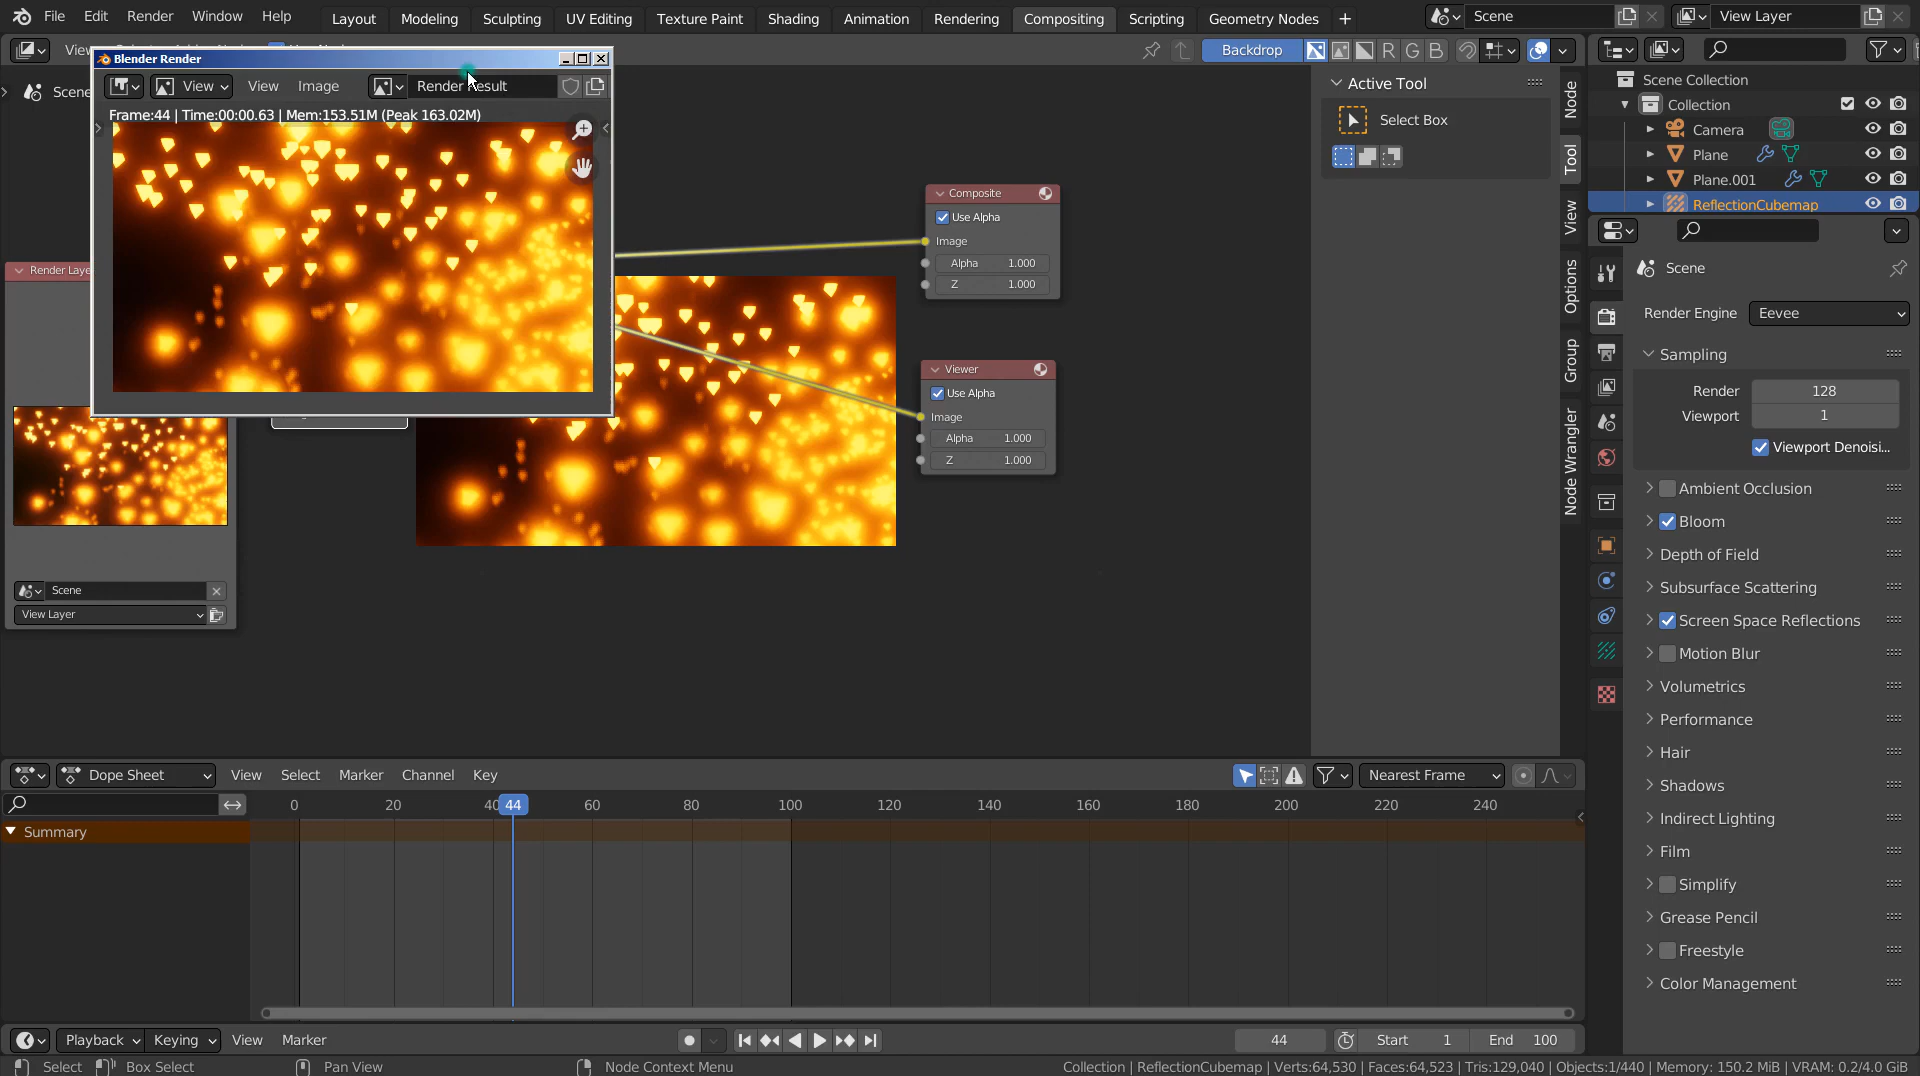 File Edit Render Window Help Layout Modeling Sculpting UV Editing Texture Paint Shading Animation Rendering Compositing Scripting Geometry Nodes + Scene View Layer
Backdrop R G B
Blender Render
View View Image Render Result
Frame:44 | Time:00:00.63 | Mem:153.51M (Peak 163.02M)
Scene
Render Laye
Scene
View Layer
Composite
Use Alpha
Image
Alpha 1.000
Z 1.000
Viewer
Use Alpha
Image
Alpha 1.000
Z 1.000
Active Tool
Select Box
Node
Tool
View
Options
Group
Node Wrangler
Scene Collection
Collection
Camera
Plane
Plane.001
ReflectionCubemap
Scene
Render Engine Eevee
Sampling
Render 128
Viewport 1
Viewport Denoisi...
Ambient Occlusion
Bloom
Depth of Field
Subsurface Scattering
Screen Space Reflections
Motion Blur
Volumetrics
Performance
Hair
Shadows
Indirect Lighting
Film
Simplify
Grease Pencil
Freestyle
Color Management
Dope Sheet View Select Marker Channel Key Nearest Frame
0 20 40 44 60 80 100 120 140 160 180 200 220 240
Summary
Playback Keying View Marker 44 Start 1 End 100
Select Box Select Pan View Node Context Menu Collection | ReflectionCubemap | Verts:64,530 | Faces:64,523 | Tris:129,040 | Objects:1/440 | Memory: 150.2 MiB | VRAM: 0.2/4.0 GiB